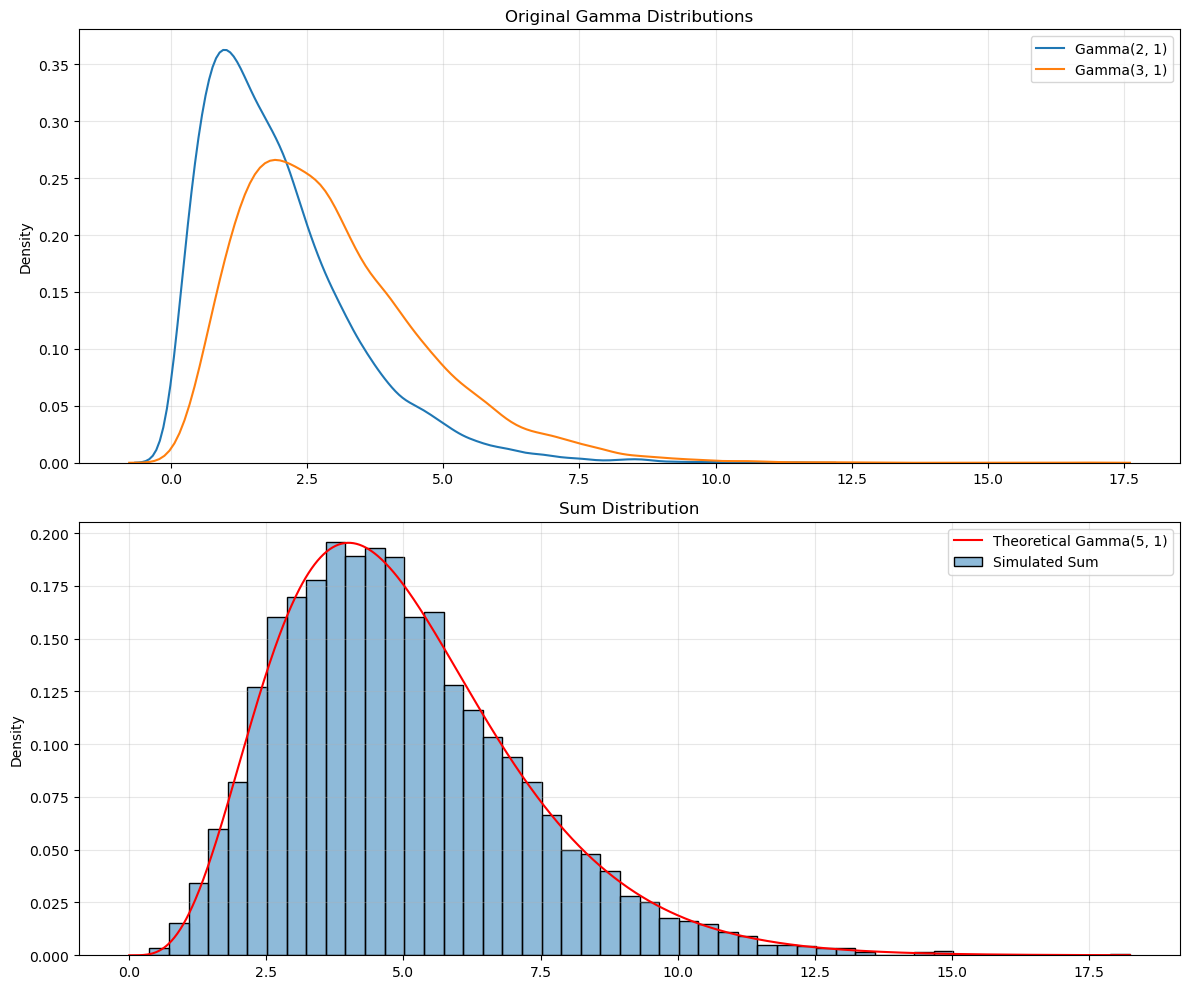 Original Gamma Distributions
Gamma(2, 1)
Gamma(3, 1)
Density
0.35
0.30
0.25
0.20
0.15
0.10
0.05
0.00
0.0 2.5 5.0 7.5 10.0 12.5 15.0 17.5
Sum Distribution
Theoretical Gamma(5, 1)
Simulated Sum
Density
0.200
0.175
0.150
0.125
0.100
0.075
0.050
0.025
0.000
0.0 2.5 5.0 7.5 10.0 12.5 15.0 17.5